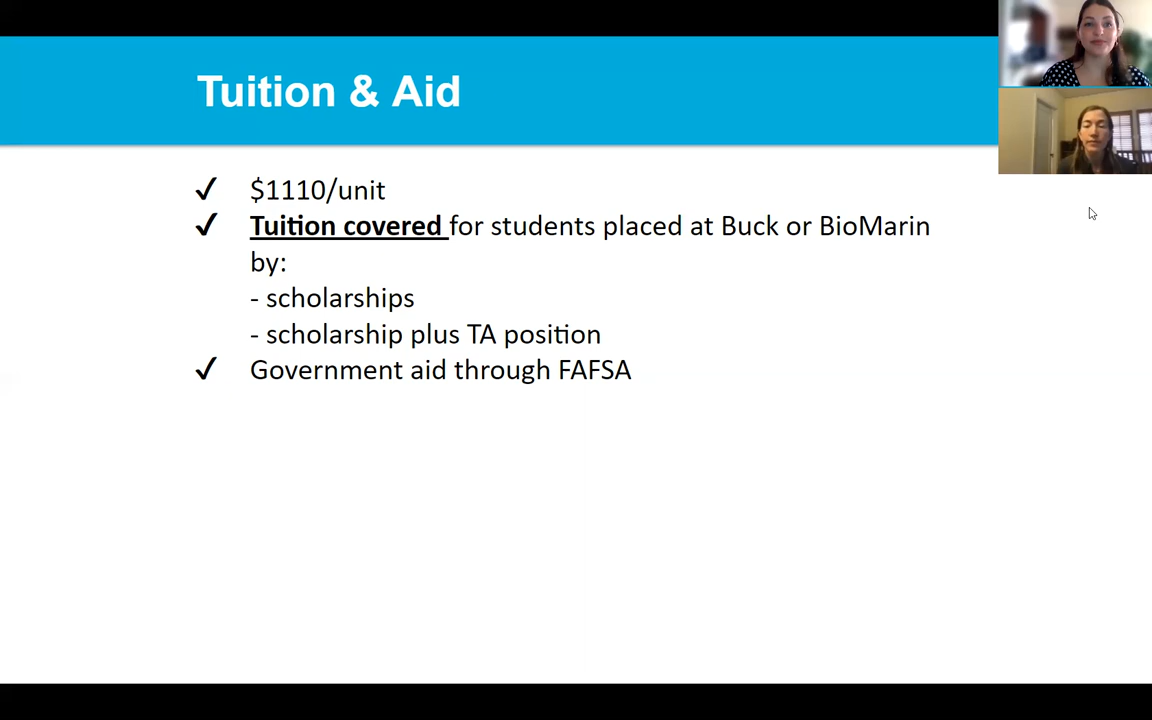 Tuition & Aid
✓ $1110/unit
✓ Tuition covered for students placed at Buck or BioMarin
by:
- scholarships
- scholarship plus TA position
✓ Government aid through FAFSA